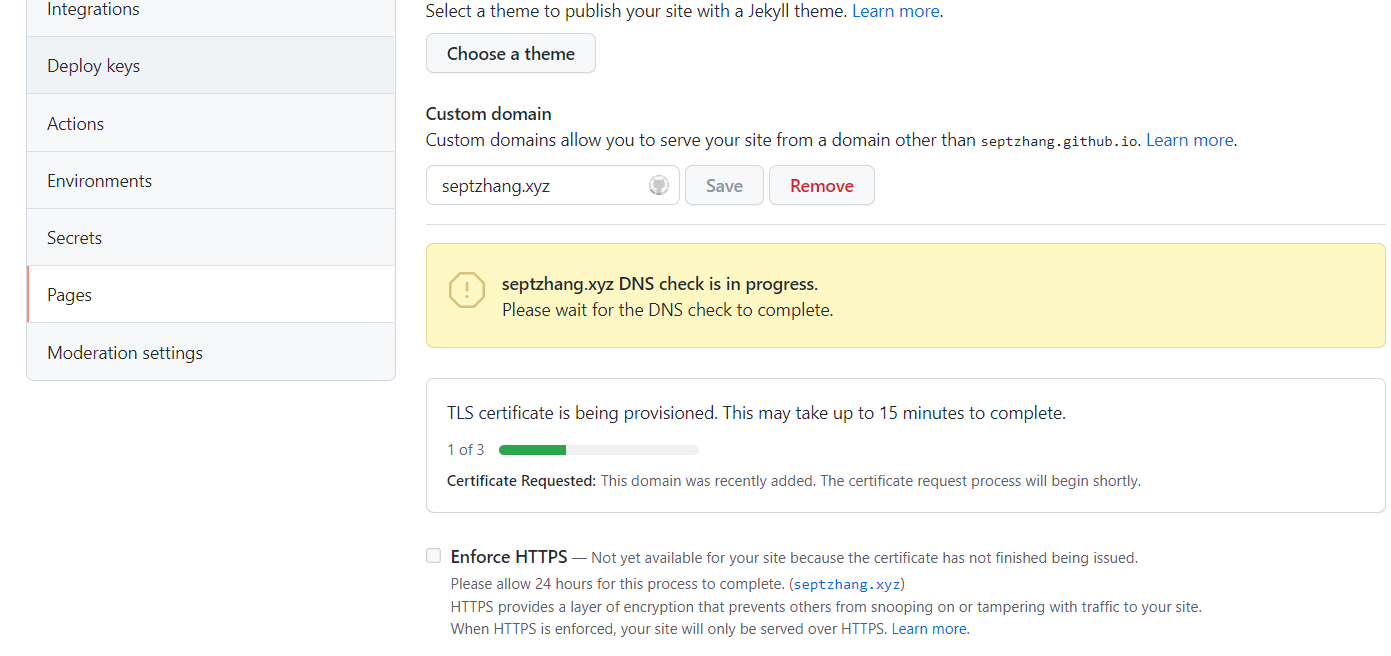 Integrations
Deploy keys
Actions
Environments
Secrets
Pages
Moderation settings
Select a theme to publish your site with a Jekyll theme. Learn more.
Choose a theme
Custom domain
Custom domains allow you to serve your site from a domain other than septzhang.github.io. Learn more.
septzhang.xyz Save Remove
septzhang.xyz DNS check is in progress.
Please wait for the DNS check to complete.
TLS certificate is being provisioned. This may take up to 15 minutes to complete.
1 of 3
Certificate Requested: This domain was recently added. The certificate request process will begin shortly.
Enforce HTTPS — Not yet available for your site because the certificate has not finished being issued.
Please allow 24 hours for this process to complete. (septzhang.xyz)
HTTPS provides a layer of encryption that prevents others from snooping on or tampering with traffic to your site.
When HTTPS is enforced, your site will only be served over HTTPS. Learn more.